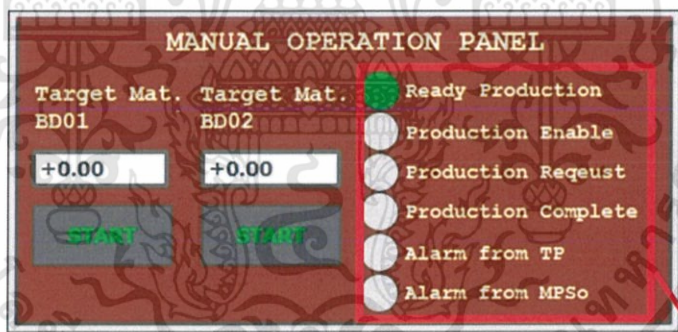 MANUAL OPERATION PANEL
Target Mat. BD01
Target Mat. BD02
+0.00
+0.00
START
START
Ready Production
Production Enable
Production Reqeust
Production Complete
Alarm from TP
Alarm from MPSo